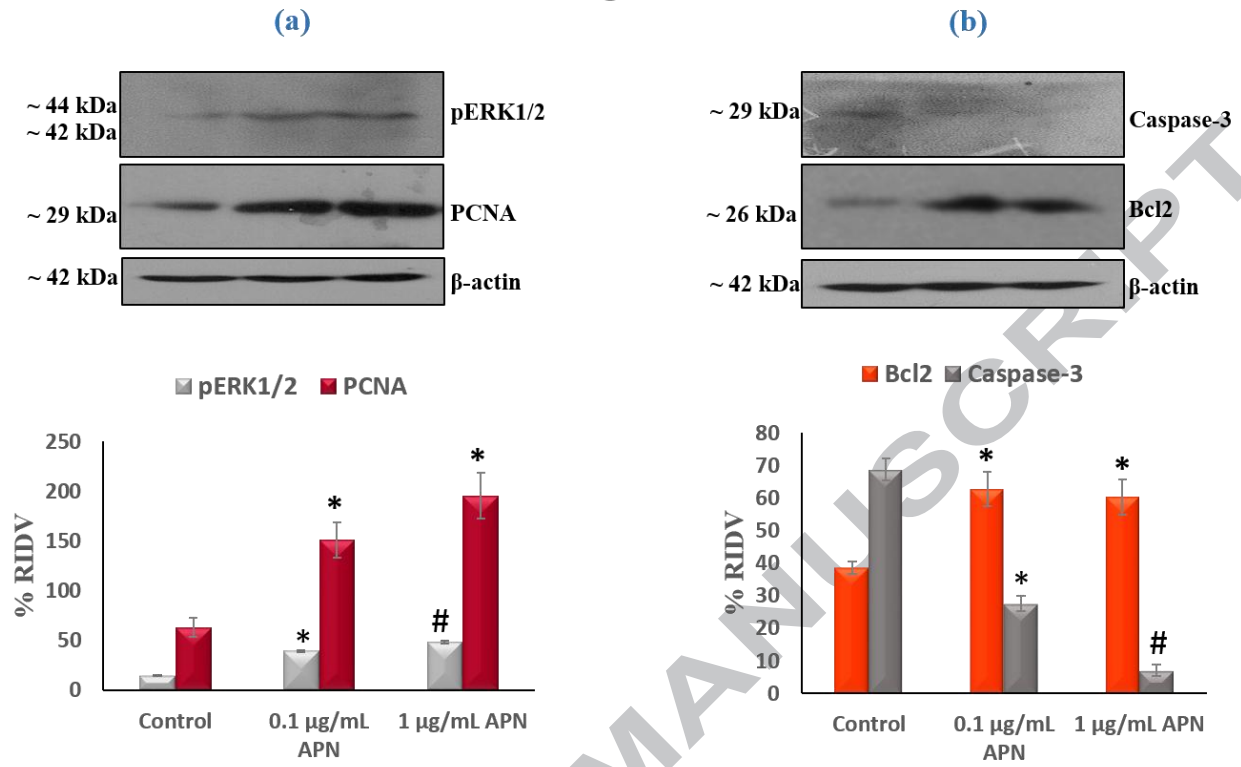 (a)
~ 44 kDa
~ 42 kDa
pERK1/2
~ 29 kDa
PCNA
~ 42 kDa
β-actin
pERK1/2 PCNA
% RIDV
250
200
150
100
50
0
*
*
*
#
Control
0.1 µg/mL
APN
1 µg/mL APN
(b)
~ 29 kDa
Caspase-3
~ 26 kDa
Bcl2
~ 42 kDa
β-actin
Bcl2 Caspase-3
% RIDV
80
70
60
50
40
30
20
10
0
*
*
*
#
Control
0.1 µg/mL
APN
1 µg/mL APN
MANUSCRIPT